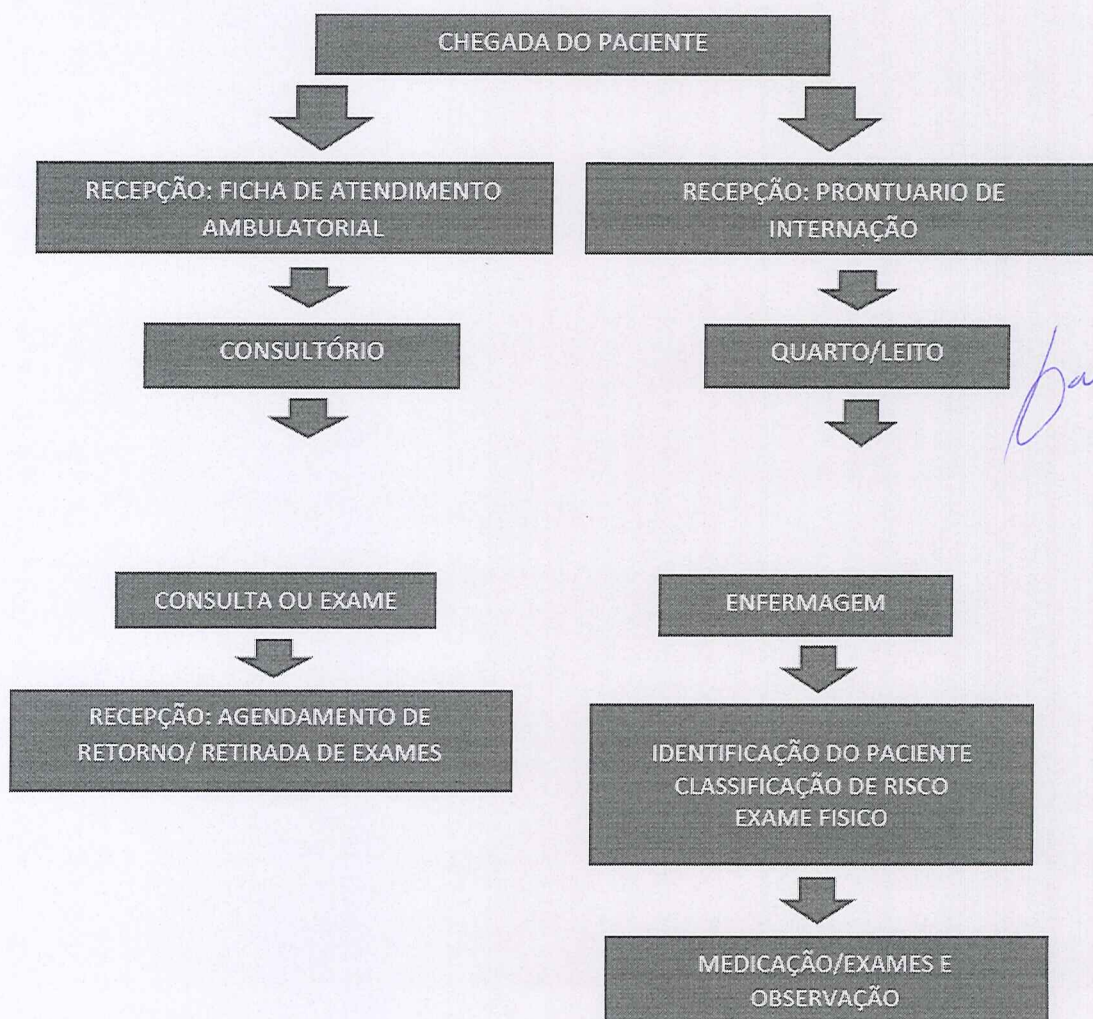 CHEGADA DO PACIENTE
RECEPÇÃO: FICHA DE ATENDIMENTO
AMBULATORIAL
RECEPÇÃO: PRONTUARIO DE
INTERNAÇÃO
CONSULTÓRIO
QUARTO/LEITO
CONSULTA OU EXAME
ENFERMAGEM
RECEPÇÃO: AGENDAMENTO DE
RETORNO/ RETIRADA DE EXAMES
IDENTIFICAÇÃO DO PACIENTE
CLASSIFICAÇÃO DE RISCO
EXAME FISICO
MEDICAÇÃO/EXAMES E
OBSERVAÇÃO